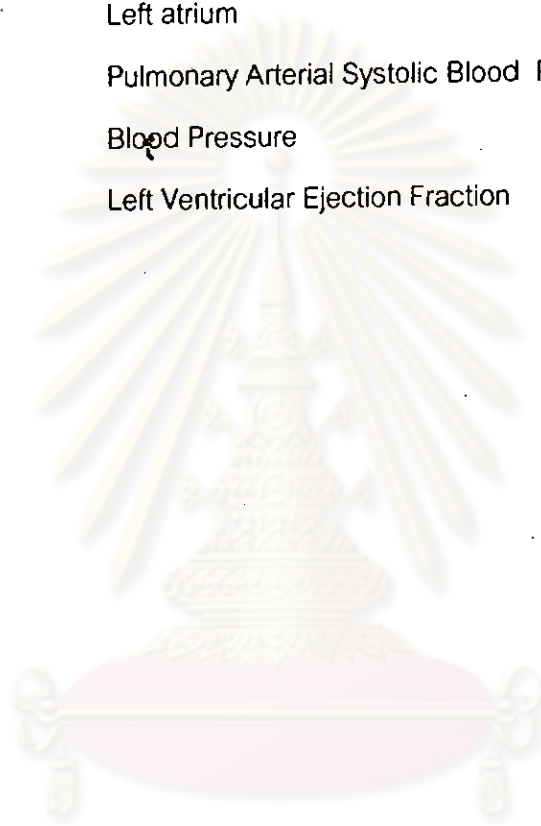 Left atrium
Pulmonary Arterial Systolic Blood
Blood Pressure
Left Ventricular Ejection Fraction